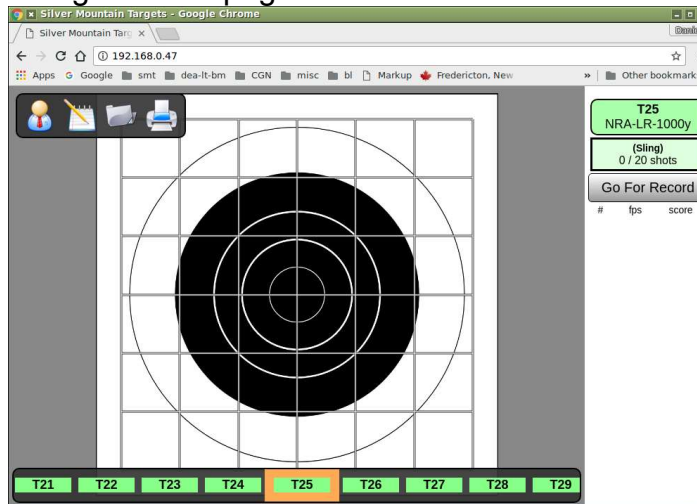 Silver Mountain Targets - Google Chrome
Silver Mountain Targ
192.168.0.47
Apps Google smt dea-lt-bm CGN misc bl Markup Fredericton, New » Other bookmark
T25
NRA-LR-1000y
(Sling)
0 / 20 shots
Go For Record
# fps score
T21 T22 T23 T24 T25 T26 T27 T28 T29